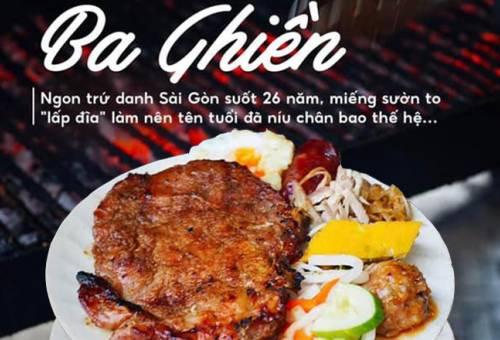 Ba Ghiền
Ngon trứ danh Sài Gòn suốt 26 năm, miếng sườn to
"lấp đĩa" làm nên tên tuổi đã níu chân bao thế hệ...